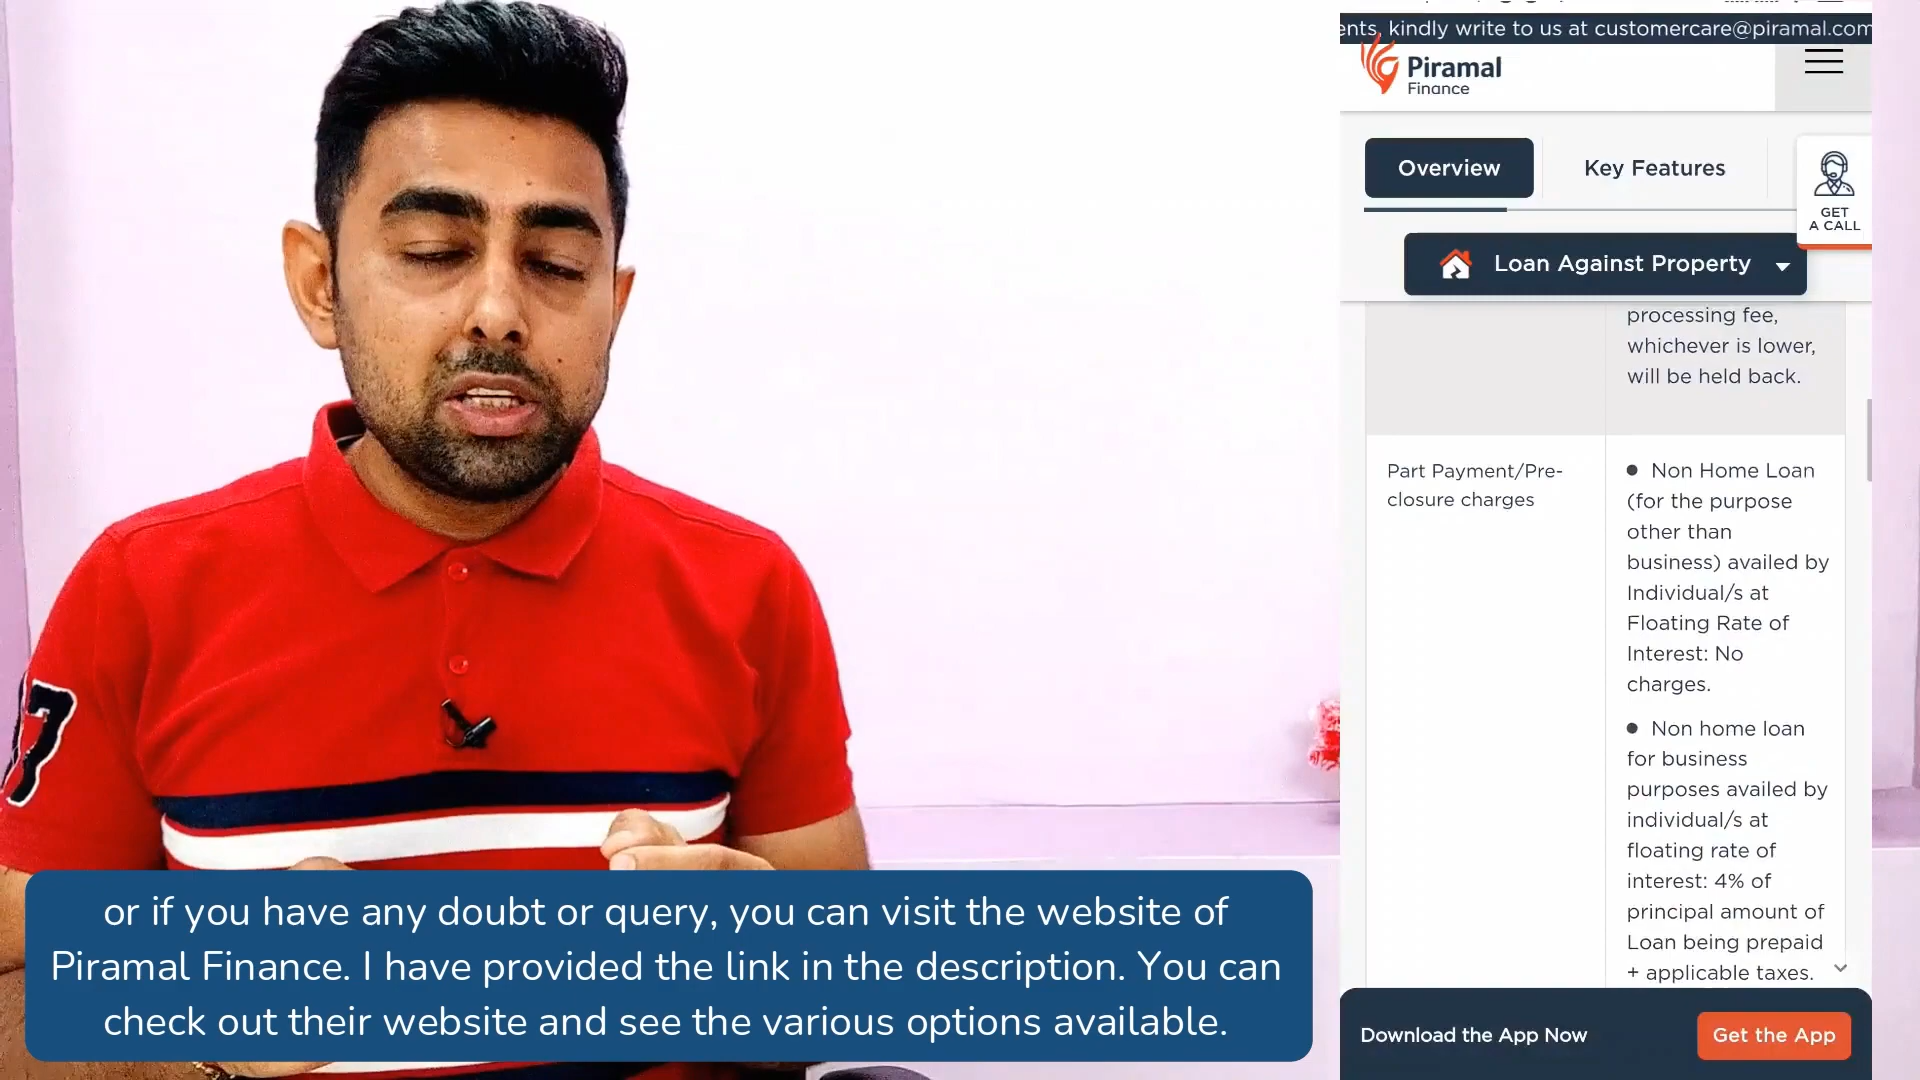 ents, kindly write to us at customercare@piramal.com
Piramal
Finance
Overview
Key Features
GET
A CALL
Loan Against Property
processing fee,
whichever is lower,
will be held back.
Part Payment/Pre-
closure charges
● Non Home Loan
(for the purpose
other than
business) availed by
Individual/s at
Floating Rate of
Interest: No
charges.
● Non home loan
for business
purposes availed by
individual/s at
floating rate of
interest: 4% of
principal amount of
Loan being prepaid
+ applicable taxes.
Download the App Now
Get the App
7
or if you have any doubt or query, you can visit the website of
Piramal Finance. I have provided the link in the description. You can
check out their website and see the various options available.